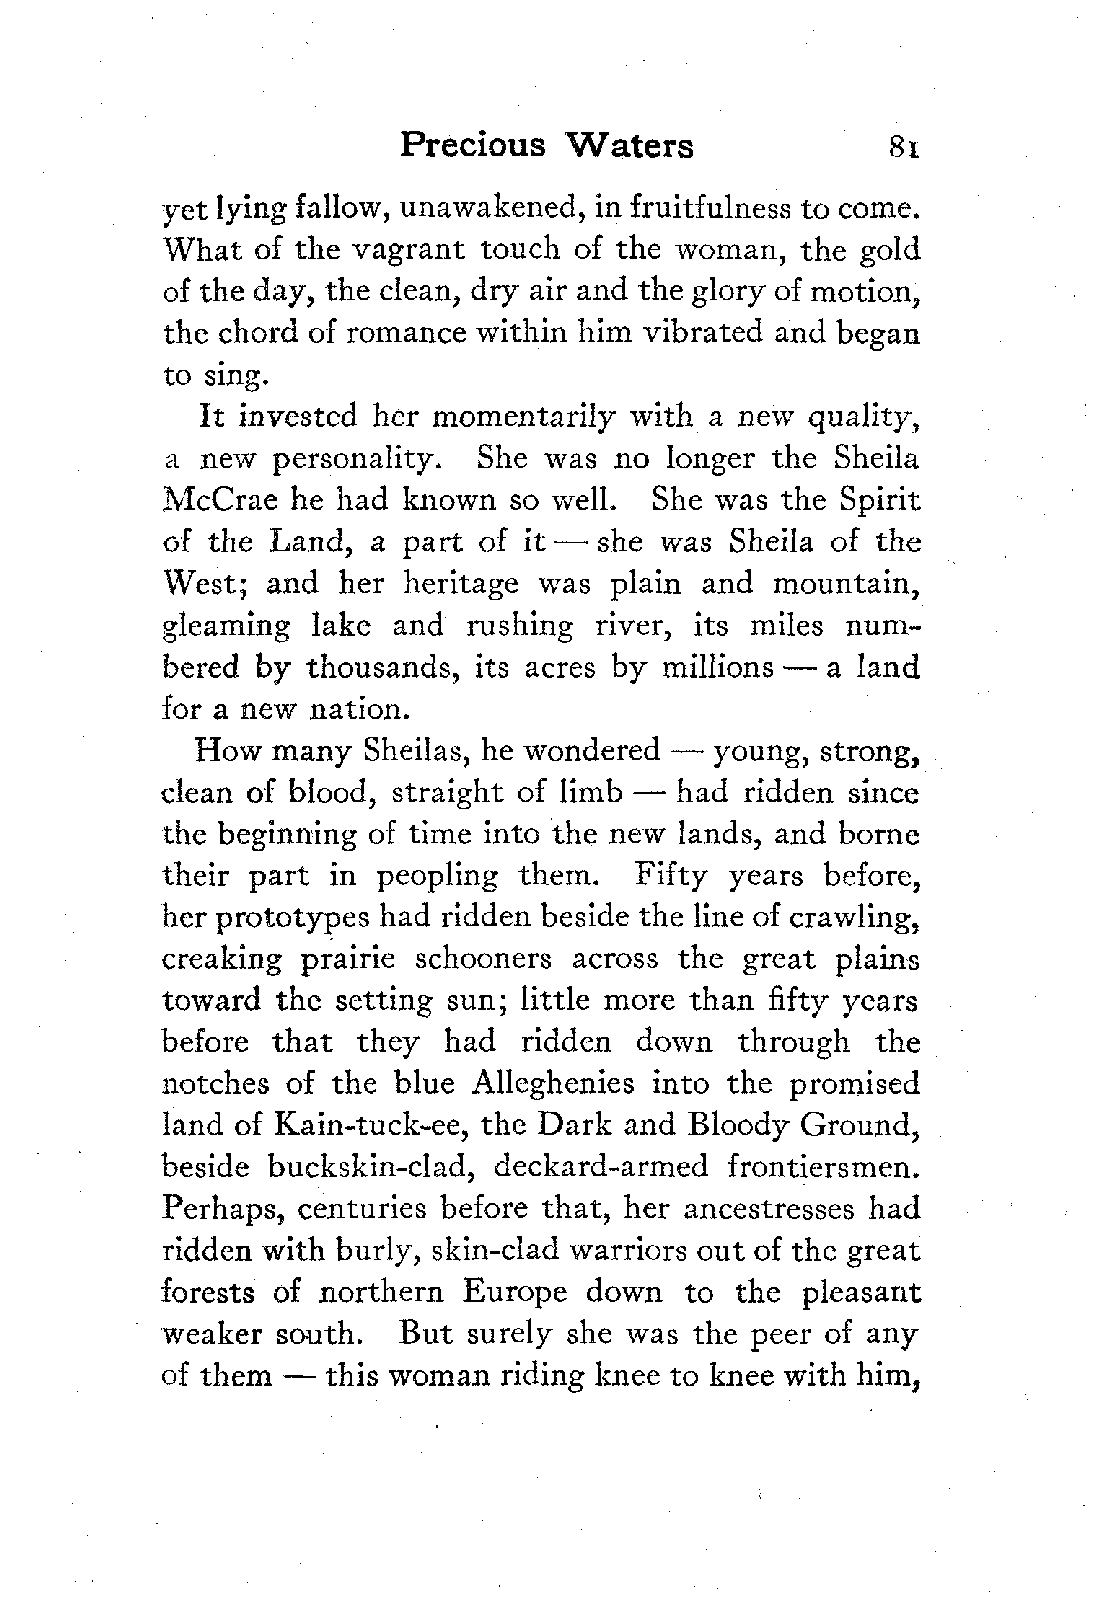 Precious Waters 81
yet lying fallow, unawakened, in fruitfulness to come.
What of the vagrant touch of the woman, the gold
of the day, the clean, dry air and the glory of motion,
the chord of romance within him vibrated and began
to sing.
It invested her momentarily with a new quality,
a new personality. She was no longer the Sheila
McCrae he had known so well. She was the Spirit
of the Land, a part of it — she was Sheila of the
West; and her heritage was plain and mountain,
gleaming lake and rushing river, its miles num-
bered by thousands, its acres by millions — a land
for a new nation.
How many Sheilas, he wondered — young, strong,
clean of blood, straight of limb — had ridden since
the beginning of time into the new lands, and borne
their part in peopling them. Fifty years before,
her prototypes had ridden beside the line of crawling,
creaking prairie schooners across the great plains
toward the setting sun; little more than fifty years
before that they had ridden down through the
notches of the blue Alleghenies into the promised
land of Kain-tuck-ee, the Dark and Bloody Ground,
beside buckskin-clad, deckard-armed frontiersmen.
Perhaps, centuries before that, her ancestresses had
ridden with burly, skin-clad warriors out of the great
forests of northern Europe down to the pleasant
weaker south. But surely she was the peer of any
of them — this woman riding knee to knee with him,